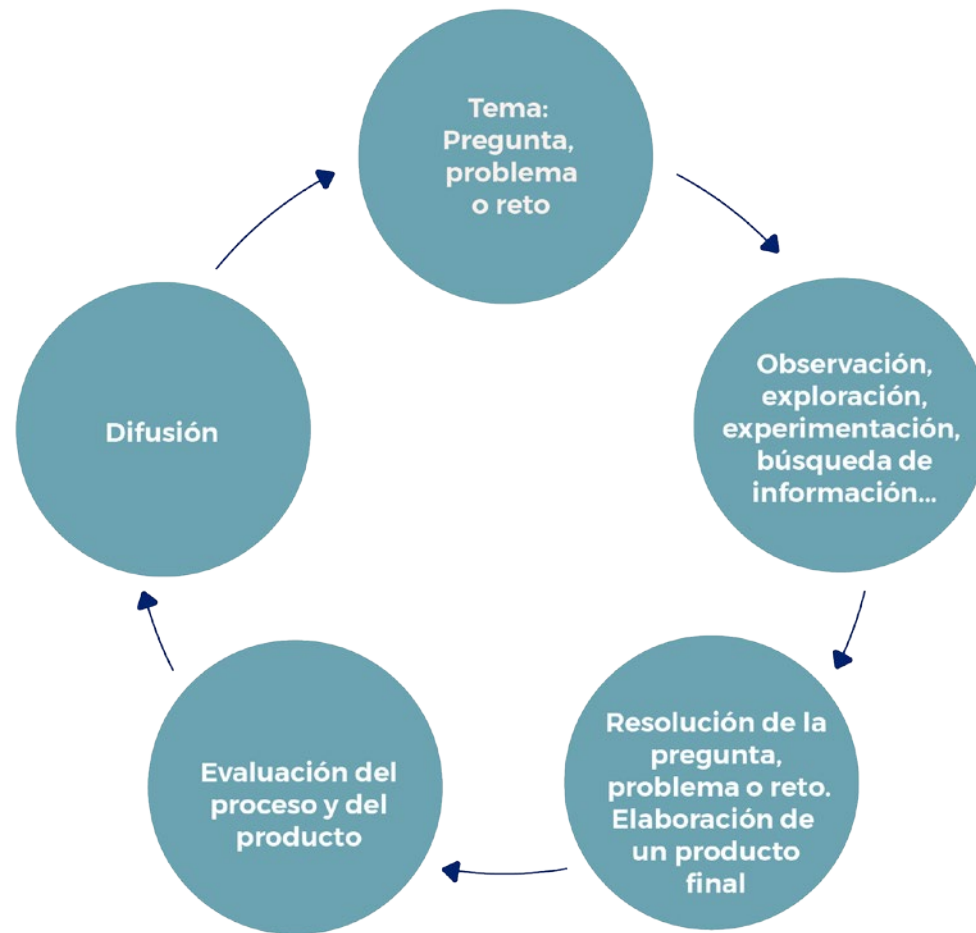 Tema:
Pregunta,
problema
o reto
Observación,
exploración,
experimentación,
búsqueda de
información...
Resolución de la
pregunta,
problema o reto.
Elaboración de
un producto
final
Evaluación del
proceso y del
producto
Difusión